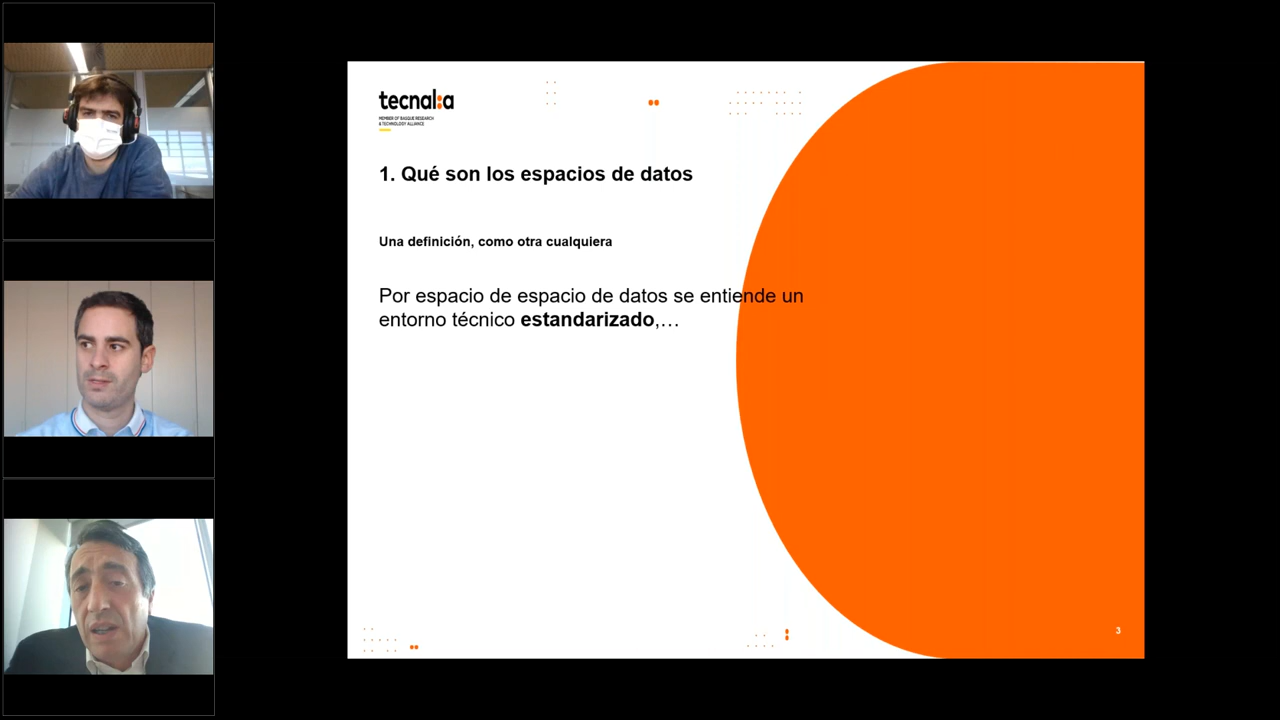 tecnal:a
MEMBER OF BASQUE RESEARCH
& TECHNOLOGY ALLIANCE
1. Qué son los espacios de datos
Una definición, como otra cualquiera
Por espacio de espacio de datos se entiende un
entorno técnico estandarizado,…
3